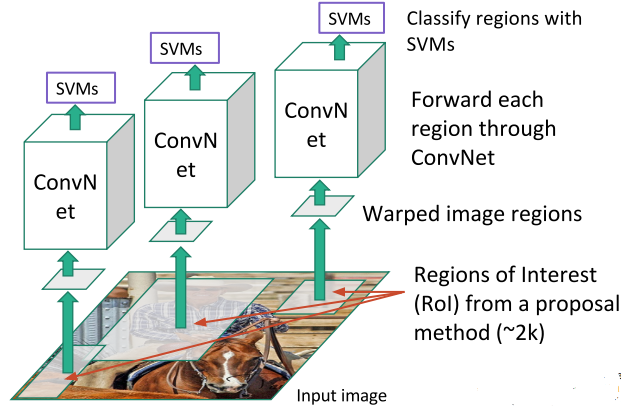 SVMs
SVMs
SVMs
Classify regions with
SVMs
ConvN
et
ConvN
et
ConvN
et
Forward each
region through
ConvNet
Warped image regions
Regions of Interest
(RoI) from a proposal
method (~2k)
Input image